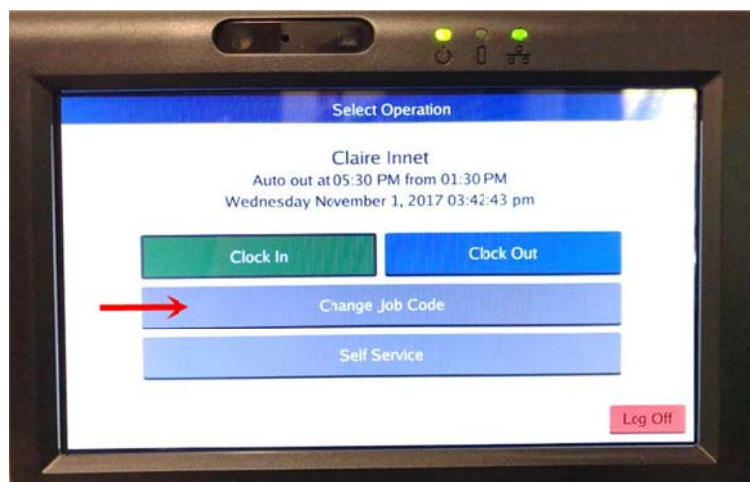 Select Operation
Claire Innet
Auto out at 05:30 PM from 01:30 PM
Wednesday November 1, 2017 03:42:43 pm
Clock In
Clock Out
Change Job Code
Self Service
Log Off